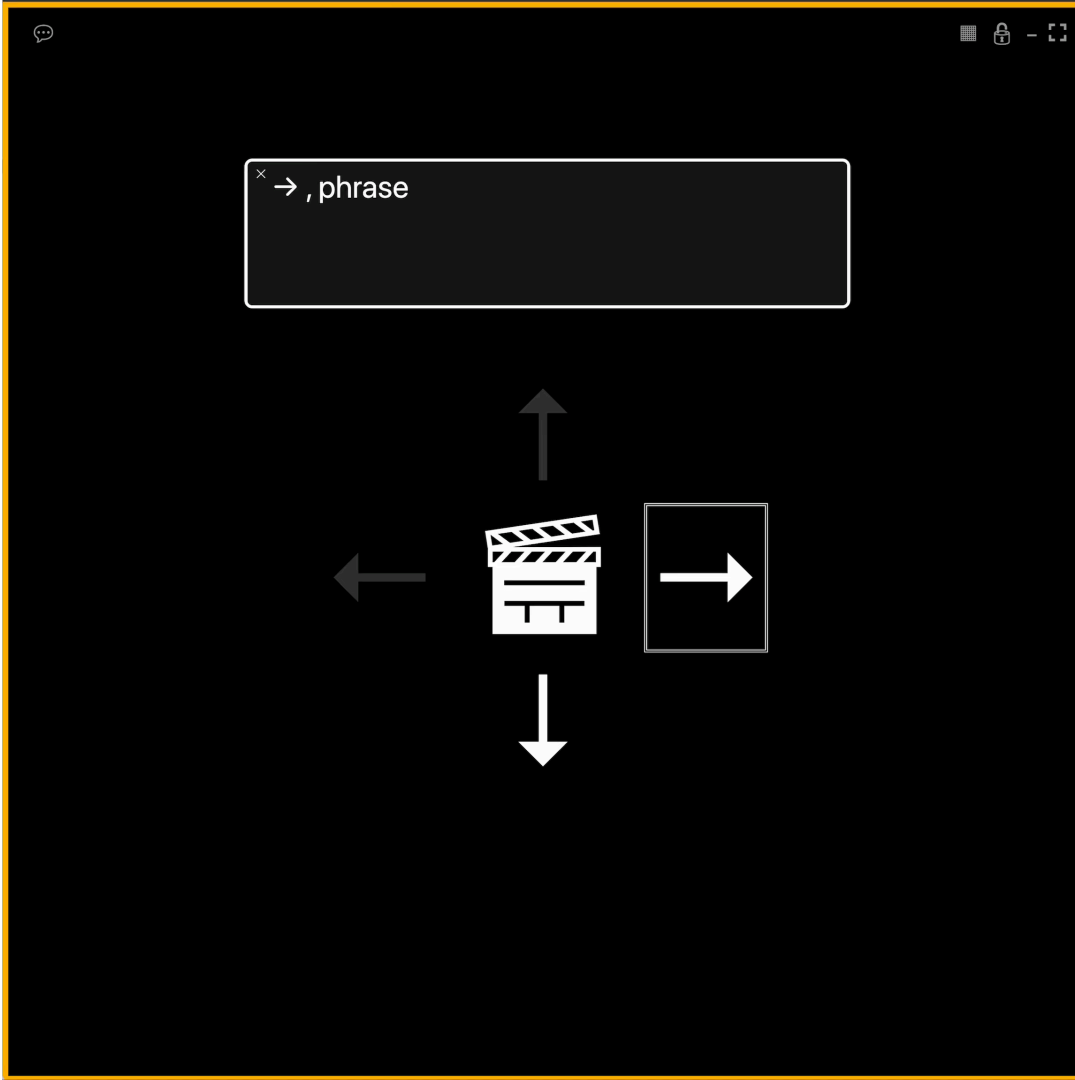 → , phrase